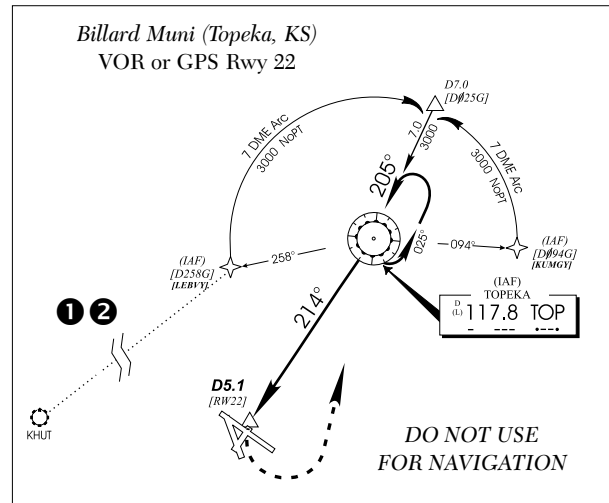 Billard Muni (Topeka, KS)
VOR or GPS Rwy 22
D7.0
[DØ25G]
7 DME Arc
3000 NoPT
7.0
3000
7 DME Arc
3000 NoPT
205°
025°
(IAF)
[D258G]
[LEBVY]
258°
094°
(IAF)
[DØ94G]
[KUMGY]
❶ ❷
214°
(IAF)
TOPEKA
D
(L) 117.8 TOP
D5.1
[RW22]
KHUT
DO NOT USE
FOR NAVIGATION